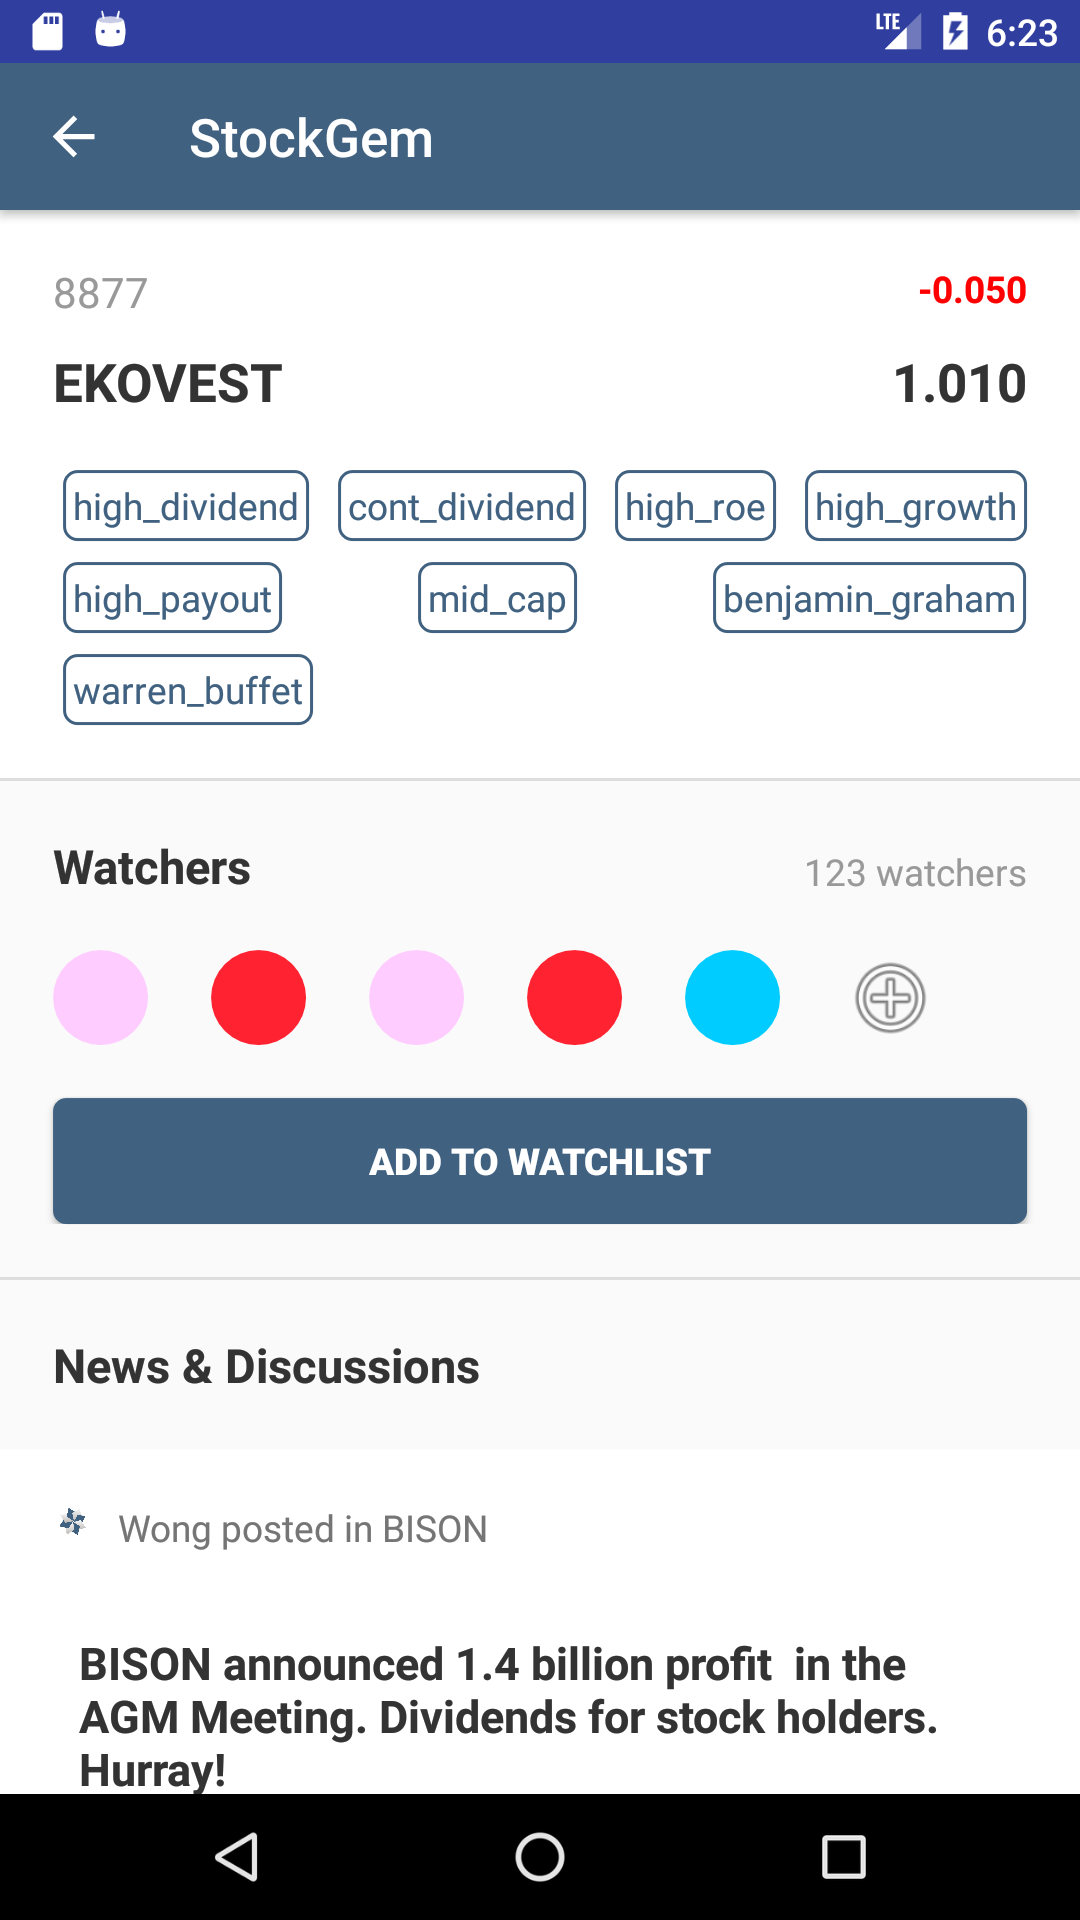 LTE 6:23
StockGem
8877 -0.050
EKOVEST 1.010
high_dividend cont_dividend high_roe high_growth
high_payout mid_cap benjamin_graham
warren_buffet
Watchers 123 watchers
ADD TO WATCHLIST
News & Discussions
Wong posted in BISON
BISON announced 1.4 billion profit in the
AGM Meeting. Dividends for stock holders.
Hurray!